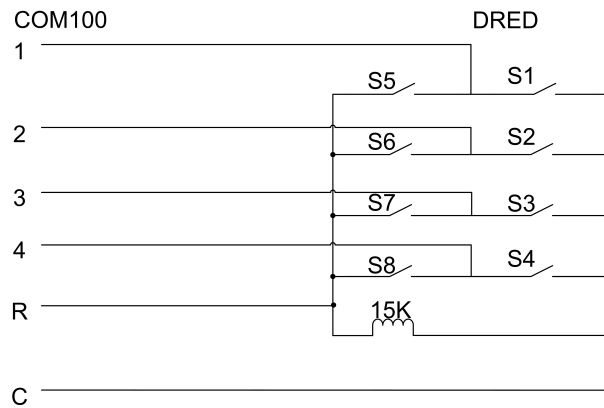 COM100 DRED
1
S5 S1
2
S6 S2
3
S7 S3
4
S8 S4
R 15K
C